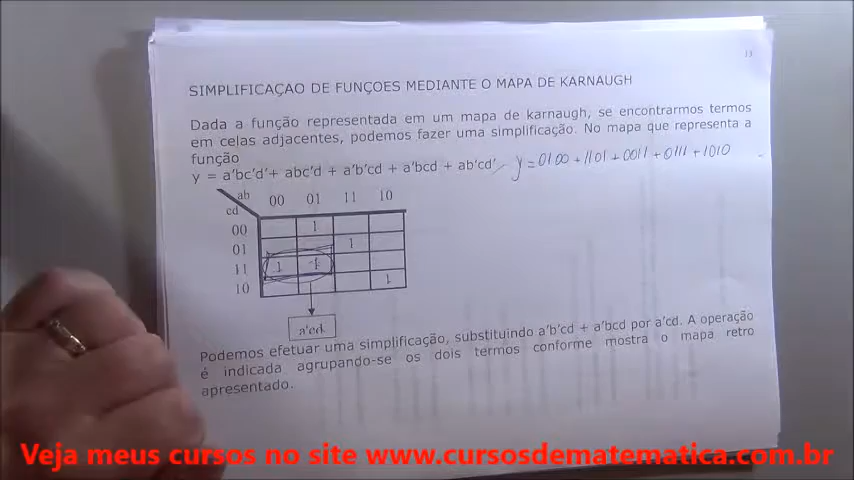 13
SIMPLIFICAÇAO DE FUNÇOES MEDIANTE O MAPA DE KARNAUGH
Dada a função representada em um mapa de karnaugh, se encontrarmos termos
em celas adjacentes, podemos fazer uma simplificação. No mapa que representa a
função
y = a'bc'd'+ abc'd + a'b'cd + a'bcd + ab'cd' y = 0100 + 1101 + 0011 + 0111 + 1010
ab 00 01 11 10
cd
00 1
01 1
11 1 1
10 1
a'cd
Podemos efetuar uma simplificação, substituindo a'b'cd + a'bcd por a'cd. A operação
é indicada agrupando-se os dois termos conforme mostra o mapa retro
apresentado.
Veja meus cursos no site www.cursosdematematica.com.br